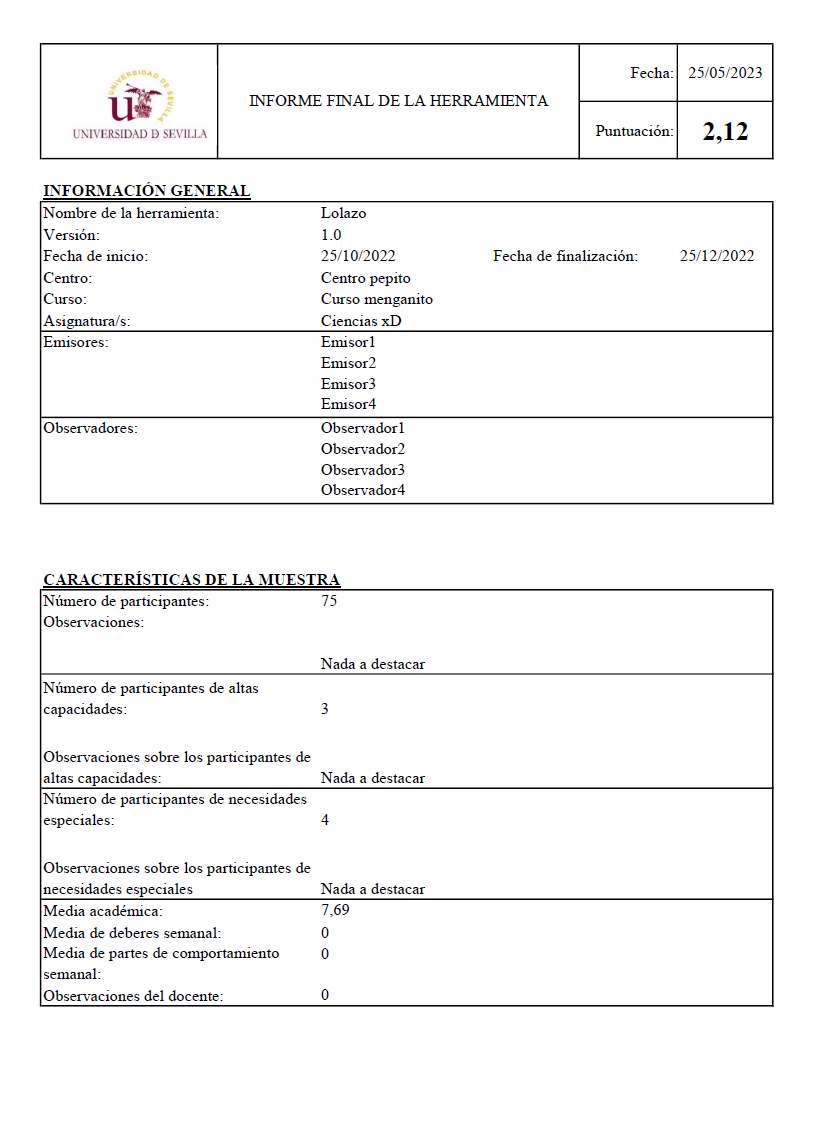 UNIVERSIDAD DE SEVILLA
UNIVERSIDAD D SEVILLA
INFORME FINAL DE LA HERRAMIENTA
Fecha: 25/05/2023
Puntuación: 2,12
INFORMACIÓN GENERAL
Nombre de la herramienta: Lolazo
Versión: 1.0
Fecha de inicio: 25/10/2022 Fecha de finalización: 25/12/2022
Centro: Centro pepito
Curso: Curso menganito
Asignatura/s: Ciencias xD
Emisores: Emisor1
Emisor2
Emisor3
Emisor4
Observadores: Observador1
Observador2
Observador3
Observador4
CARACTERÍSTICAS DE LA MUESTRA
Número de participantes: 75
Observaciones:
Nada a destacar
Número de participantes de altas
capacidades: 3
Observaciones sobre los participantes de
altas capacidades: Nada a destacar
Número de participantes de necesidades
especiales: 4
Observaciones sobre los participantes de
necesidades especiales Nada a destacar
Media académica: 7,69
Media de deberes semanal: 0
Media de partes de comportamiento 0
semanal:
Observaciones del docente: 0